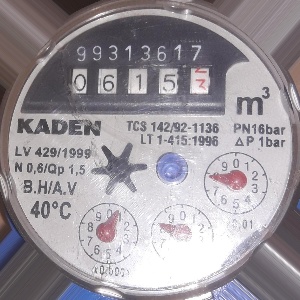 99313617
0615
m³
KADEN
TCS 142/92-1136 PN16bar
LV 429/1999 LT 1-415:1996 ΔP 1bar
N 0,6/Qp 1,5
B.H/A.V
40°C